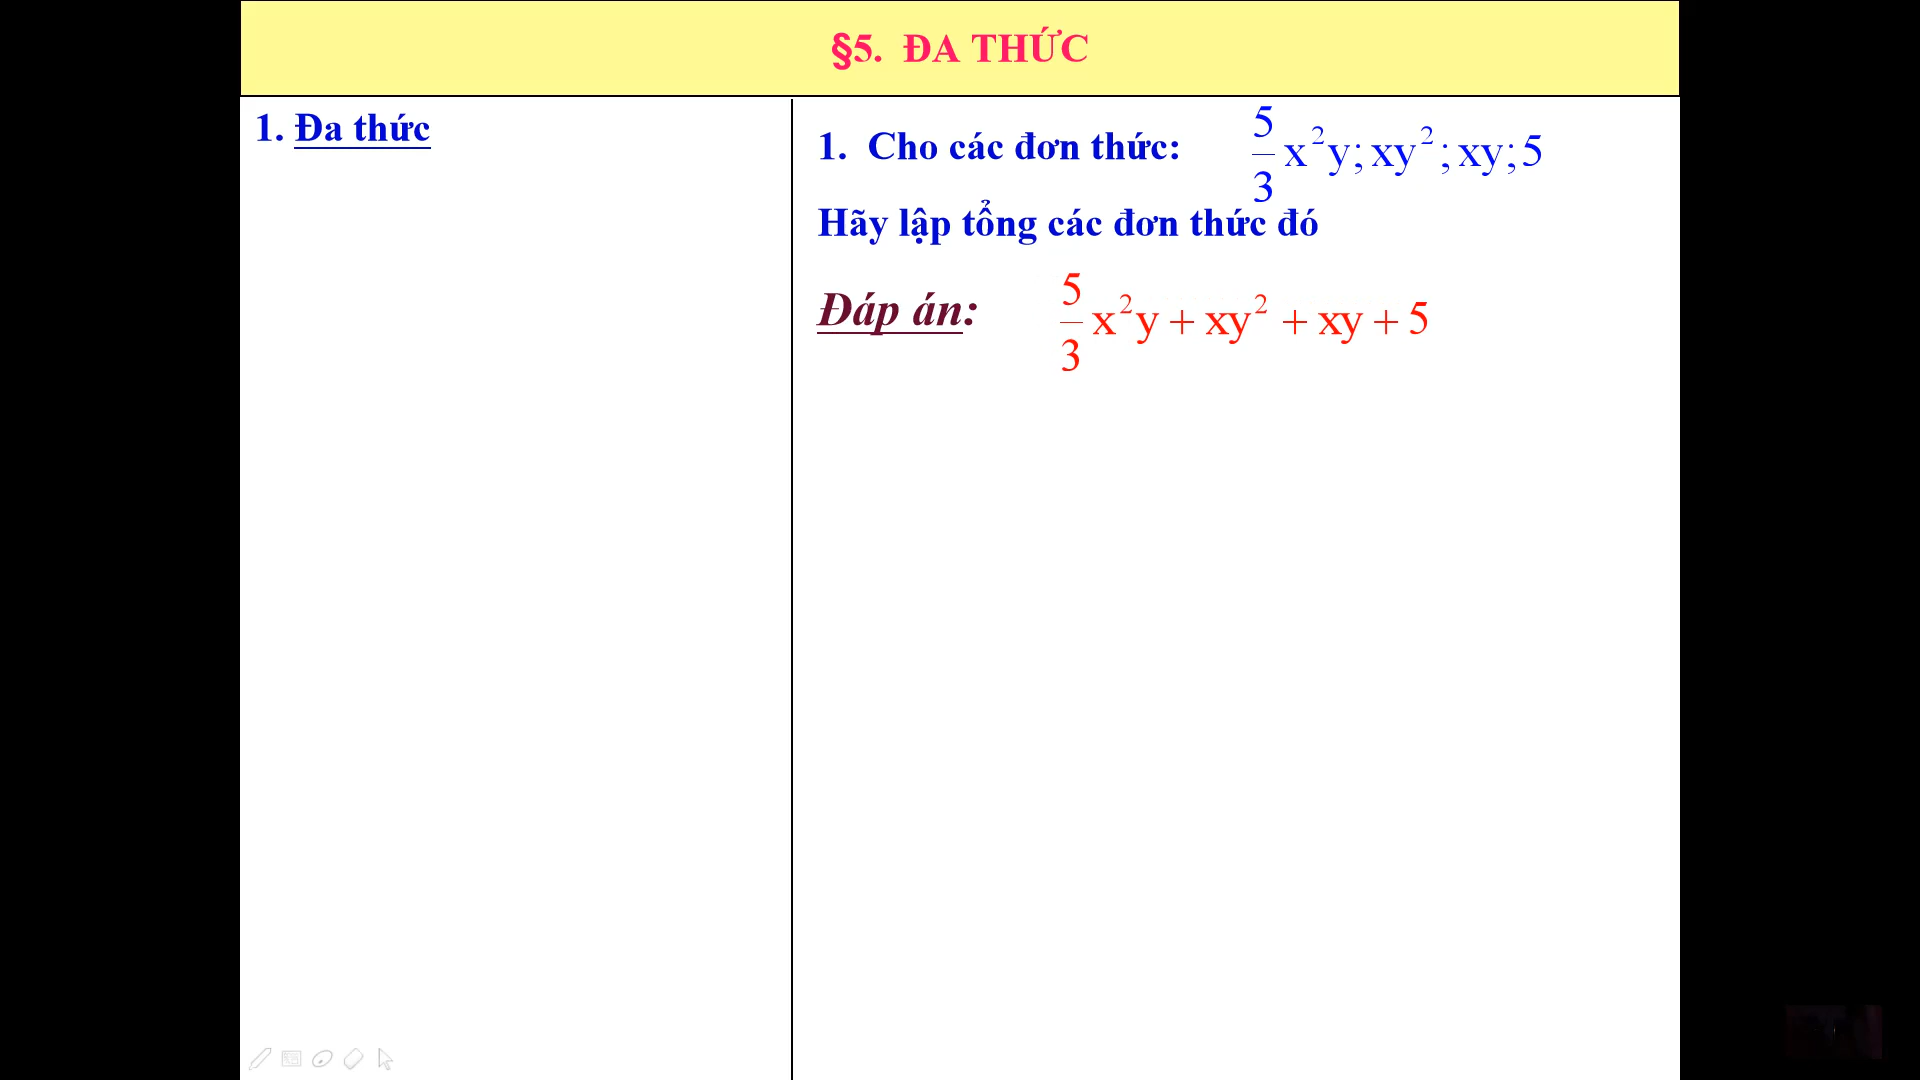 §5. ĐA THỨC
1. Đa thức
1. Cho các đơn thức: 5/3 x²y; xy²; xy; 5
Hãy lập tổng các đơn thức đó
Đáp án: 5/3 x²y + xy² + xy + 5